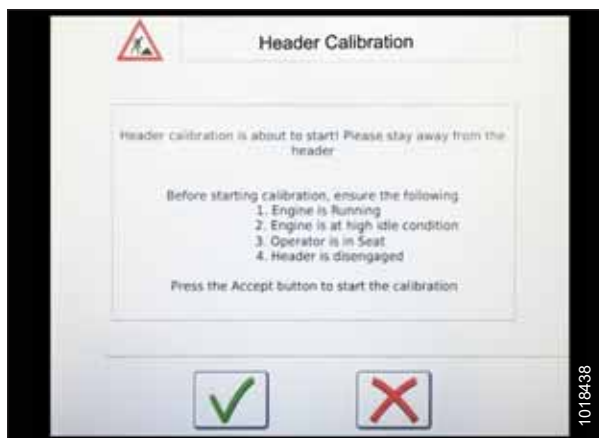 Header Calibration
Header calibration is about to start! Please stay away from the
header
Before starting calibration, ensure the following
1. Engine is Running
2. Engine is at high idle condition
3. Operator is in Seat
4. Header is disengaged
Press the Accept button to start the calibration
1018438